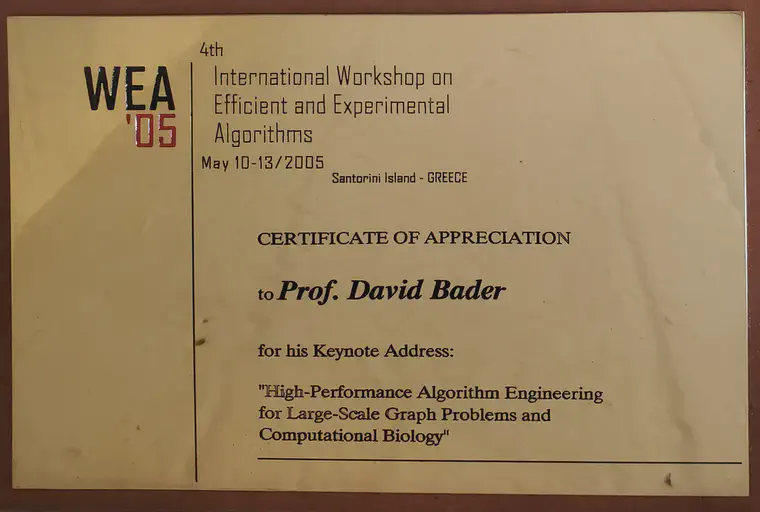 WEA
'05
4th
International Workshop on
Efficient and Experimental
Algorithms
May 10-13/2005
Santorini Island - GREECE
CERTIFICATE OF APPRECIATION
to Prof. David Bader
for his Keynote Address:
"High-Performance Algorithm Engineering
for Large-Scale Graph Problems and
Computational Biology"